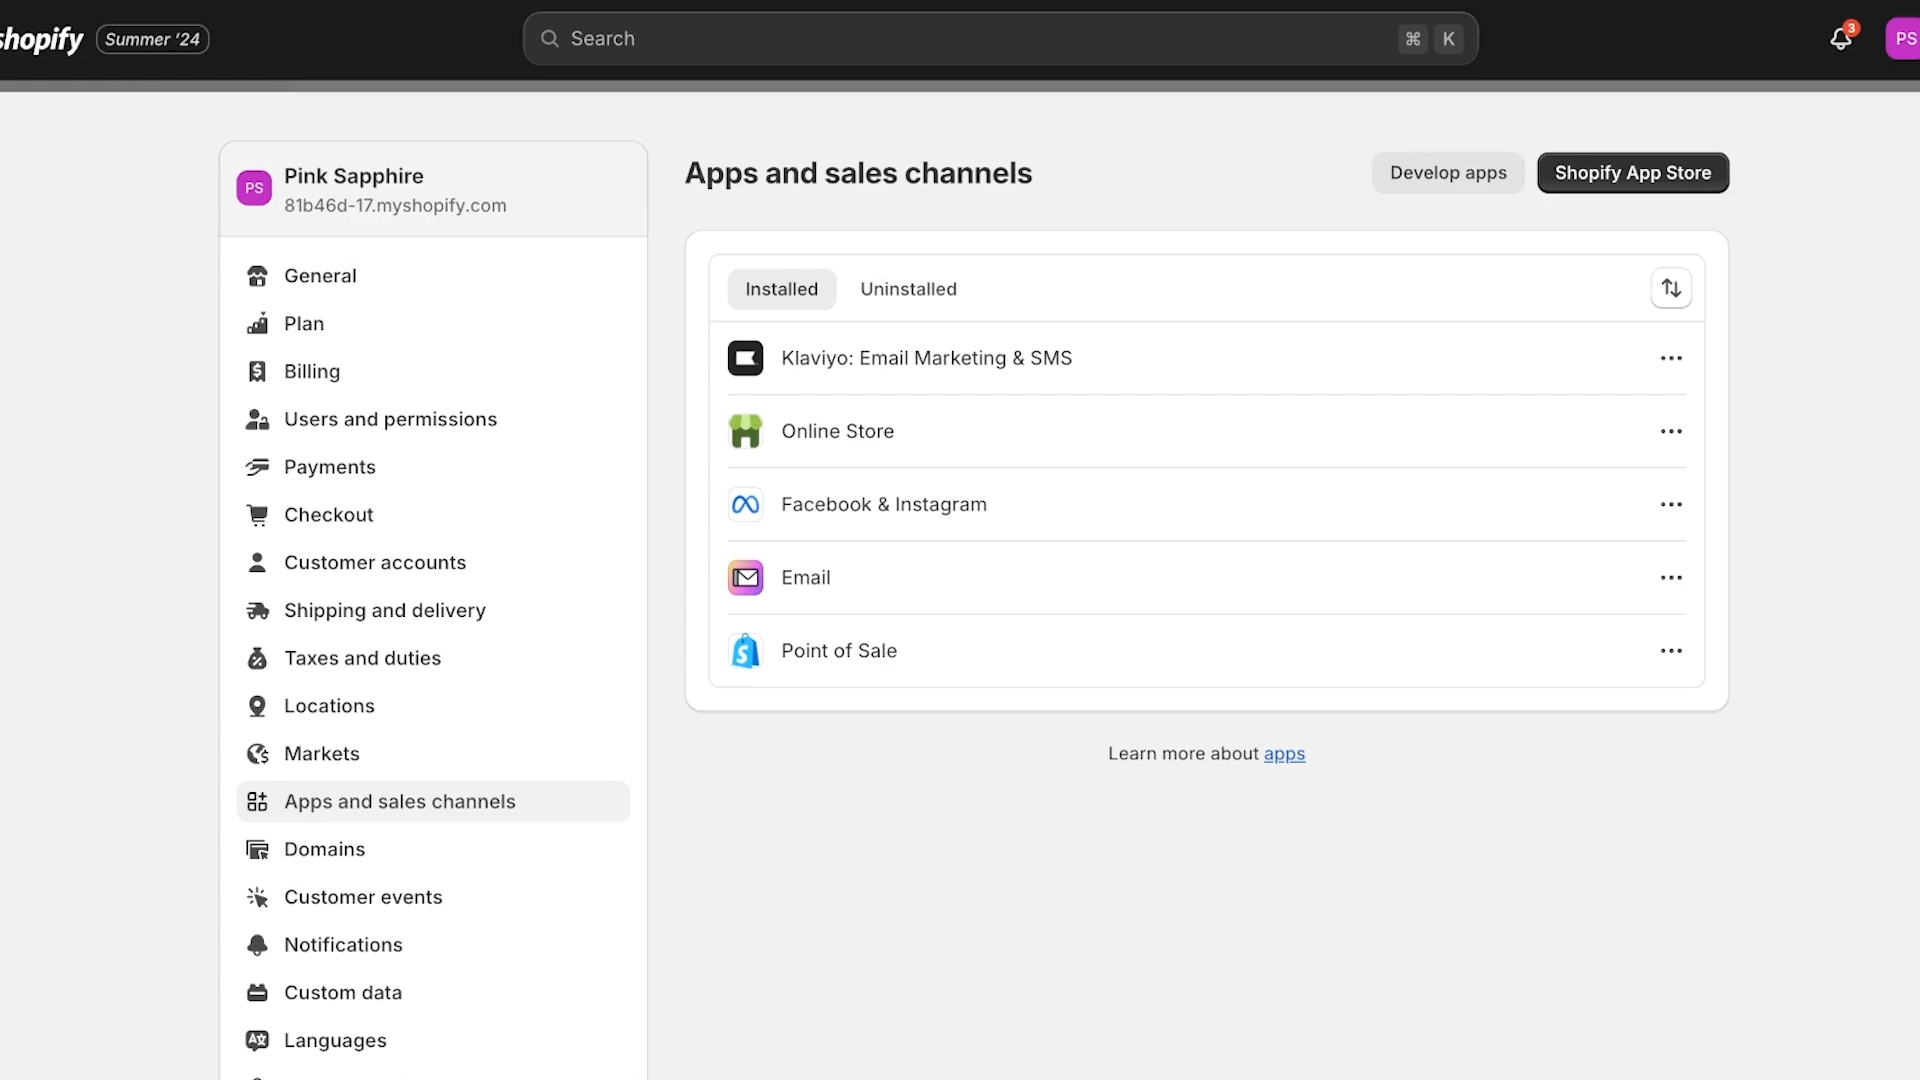 shopify
Summer '24
Search
⌘ K
3
PS
PS
Pink Sapphire
81b46d-17.myshopify.com
General
Plan
Billing
Users and permissions
Payments
Checkout
Customer accounts
Shipping and delivery
Taxes and duties
Locations
Markets
Apps and sales channels
Domains
Customer events
Notifications
Custom data
Languages
Apps and sales channels
Develop apps
Shopify App Store
Installed
Uninstalled
Klaviyo: Email Marketing & SMS
Online Store
Facebook & Instagram
Email
Point of Sale
Learn more about apps